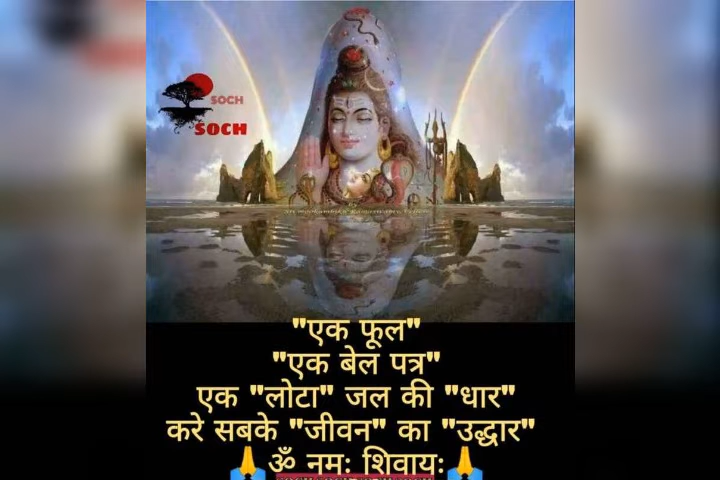 SOCH
SOCH
"एक फूल"
"एक बेल पत्र"
एक "लोटा" जल की "धार"
करे सबके "जीवन" का "उद्धार"
🙏ॐ नमः शिवायः🙏